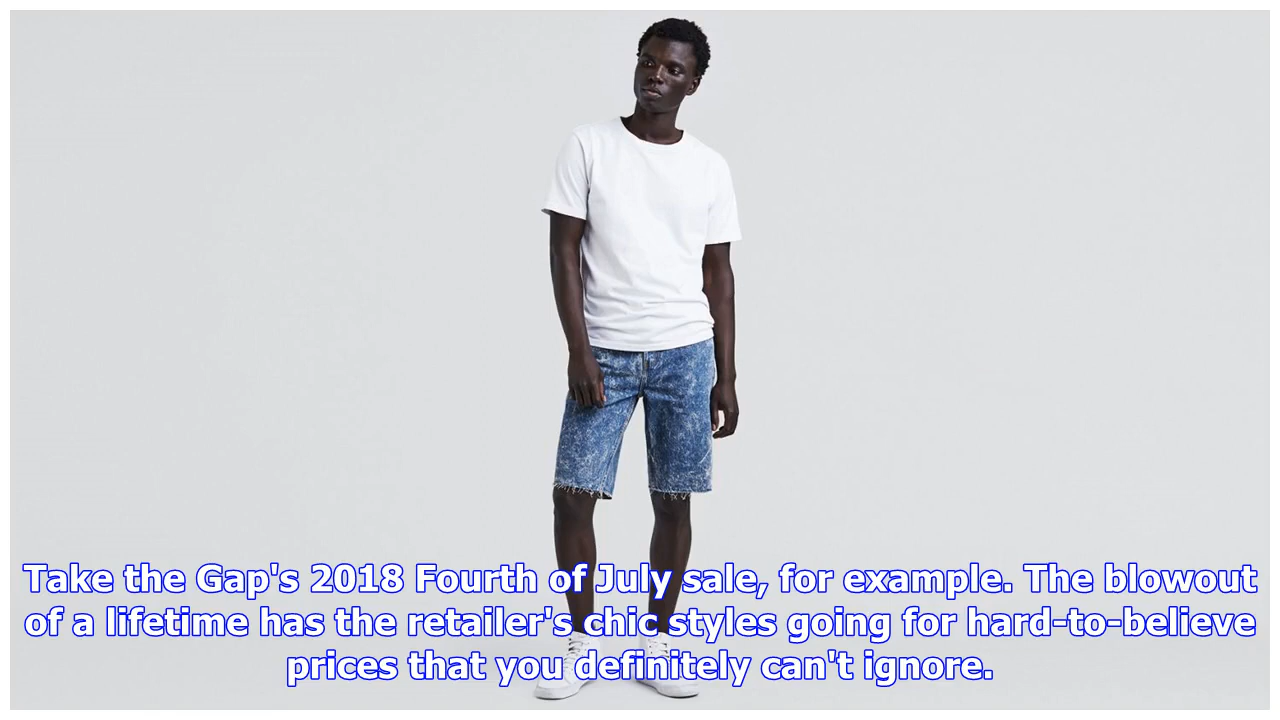 Take the Gap's 2018 Fourth of July sale, for example. The blowout
of a lifetime has the retailer's chic styles going for hard-to-believe
prices that you definitely can't ignore.